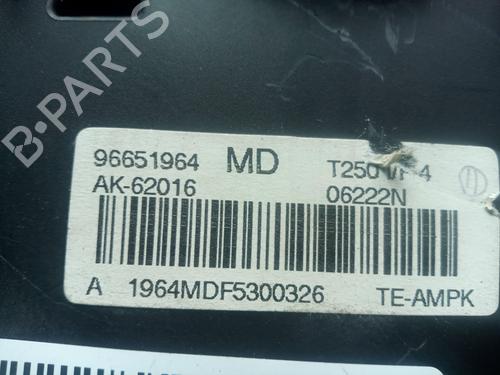 96651964 MD
AK-62016 06222N
A 1964MDF5300326 TE-AMPK
B-Parts